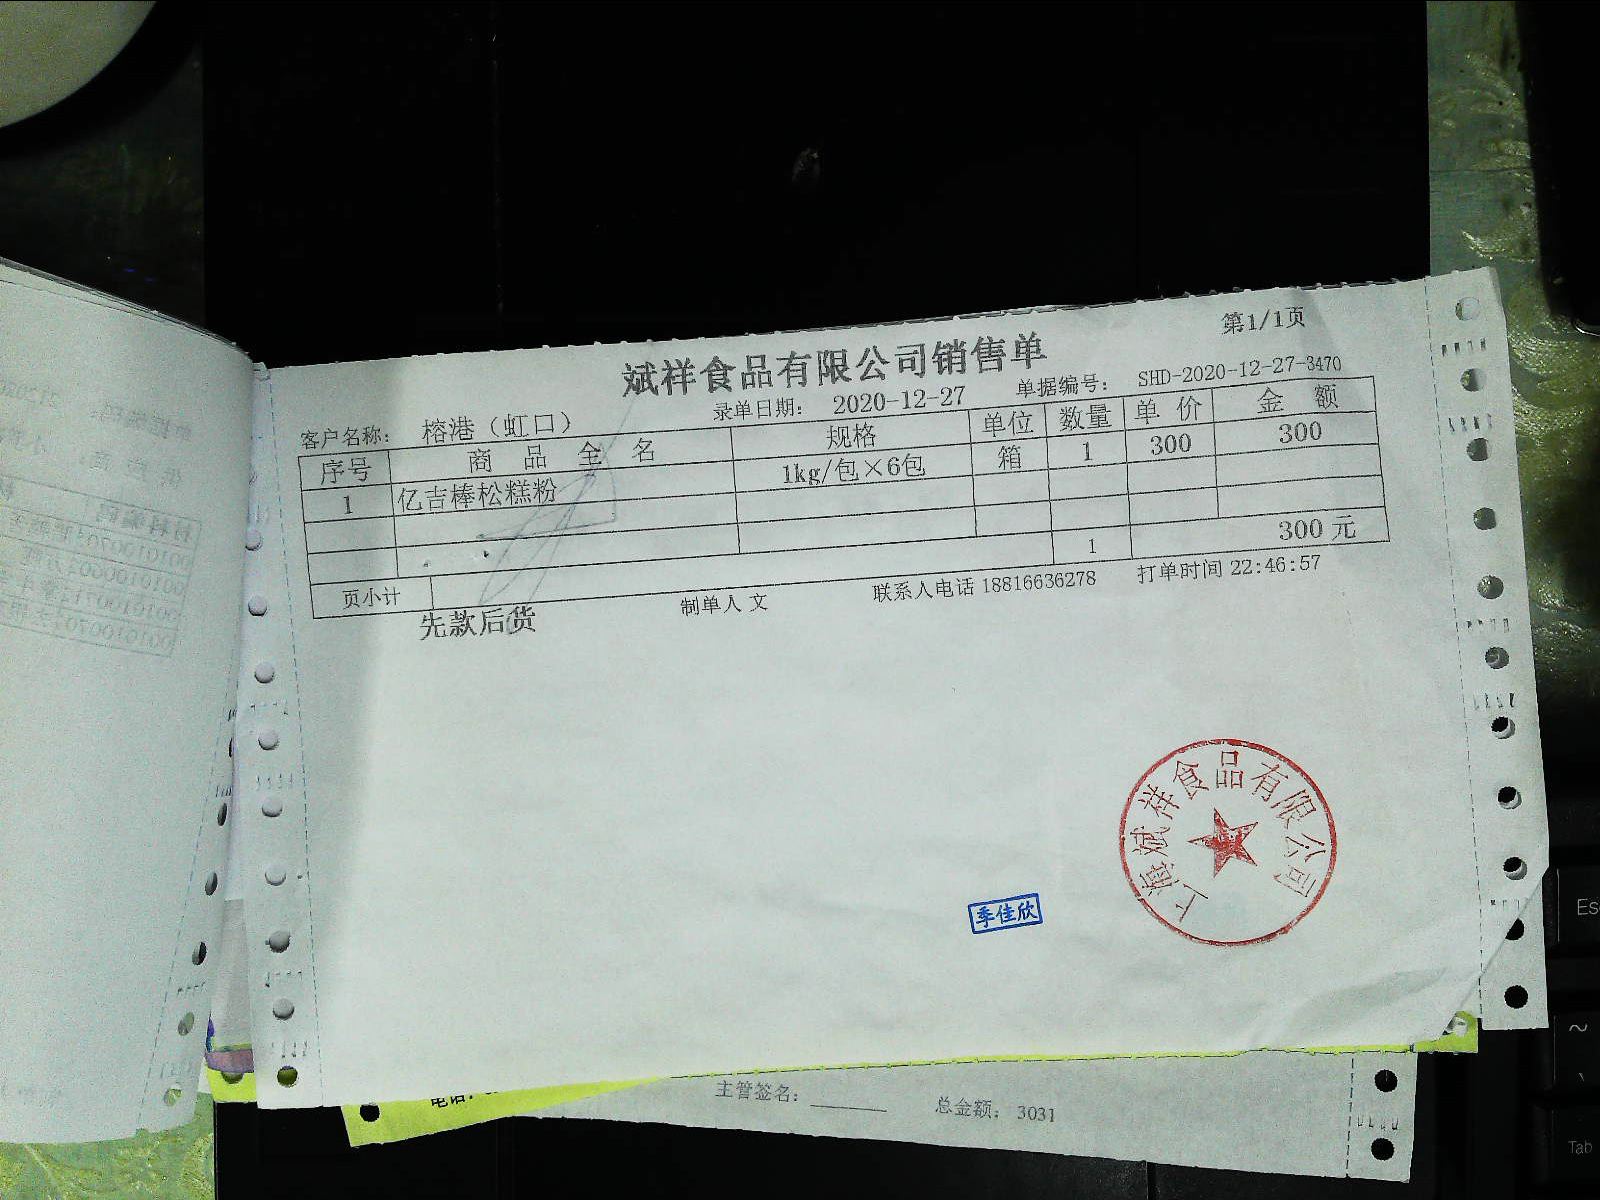 第1/1页
斌祥食品有限公司销售单
客户名称： 榕港（虹口） 录单日期： 2020-12-27 单据编号： SHD-2020-12-27-3470
序号 商 品 全 名 规格 单位 数量 单 价 金 额
1 亿吉棒松糕粉 1kg/包×6包 箱 1 300 300
页小计 1 300 元
先款后货 制单人 文 联系人电话 18816636278 打单时间 22:46:57
上海斌祥食品有限公司
季佳欣
主管签名： 总金额： 3031
Esc
~
Tab